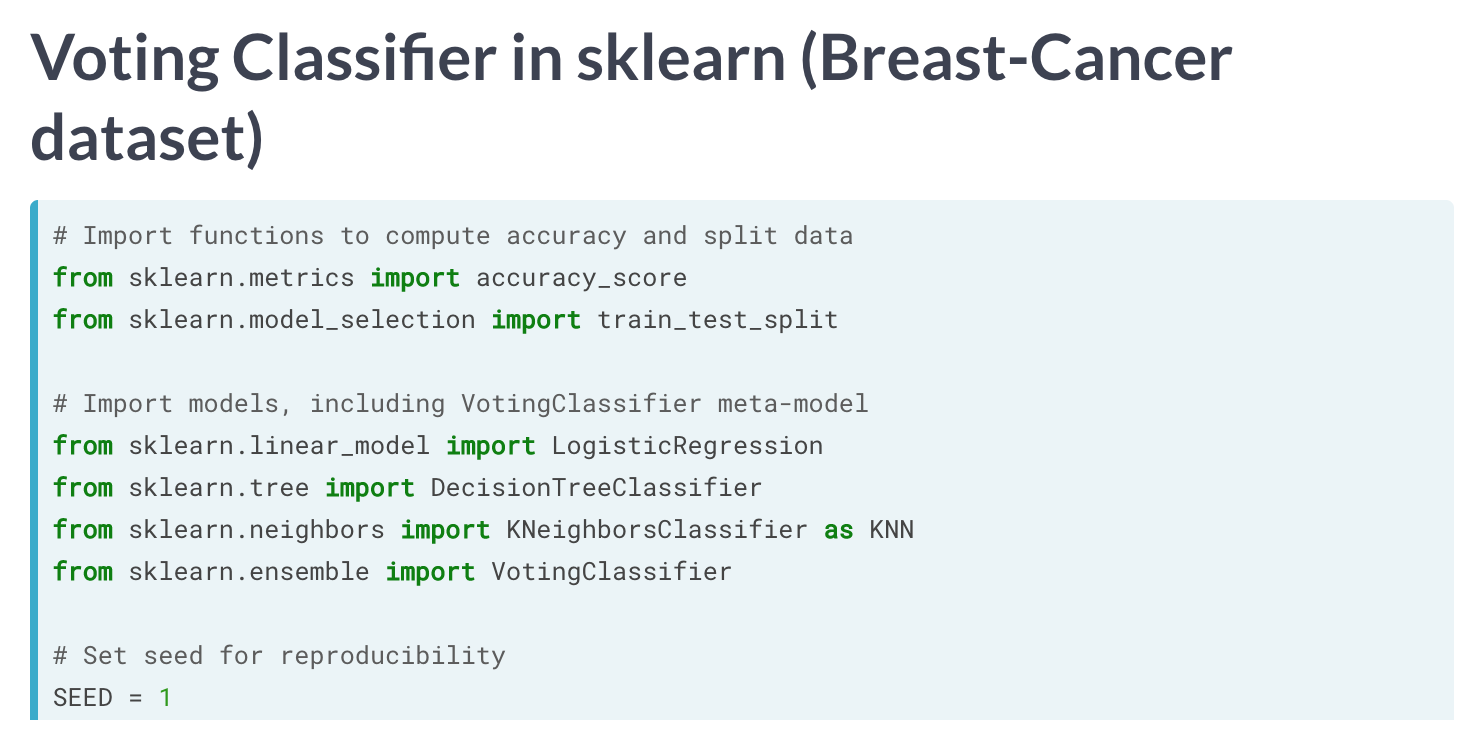 Voting Classifier in sklearn (Breast-Cancer
dataset)
# Import functions to compute accuracy and split data
from sklearn.metrics import accuracy_score
from sklearn.model_selection import train_test_split
# Import models, including VotingClassifier meta-model
from sklearn.linear_model import LogisticRegression
from sklearn.tree import DecisionTreeClassifier
from sklearn.neighbors import KNeighborsClassifier as KNN
from sklearn.ensemble import VotingClassifier
# Set seed for reproducibility
SEED = 1